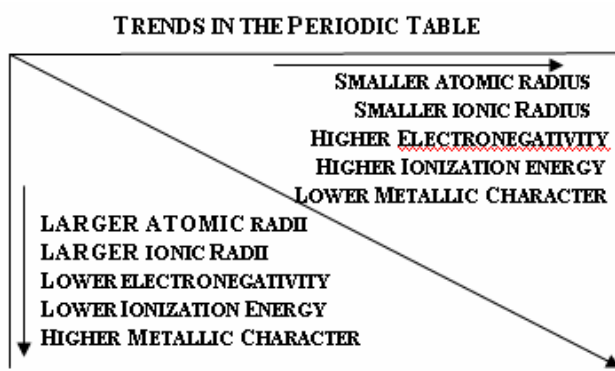 TRENDS IN THE PERIODIC TABLE
SMALLER ATOMIC RADIUS
SMALLER IONIC RADIUS
HIGHER ELECTRONEGATIVITY
HIGHER IONIZATION ENERGY
LOWER METALLIC CHARACTER
LARGER ATOMIC RADII
LARGER IONIC RADII
LOWER ELECTRONEGATIVITY
LOWER IONIZATION ENERGY
HIGHER METALLIC CHARACTER